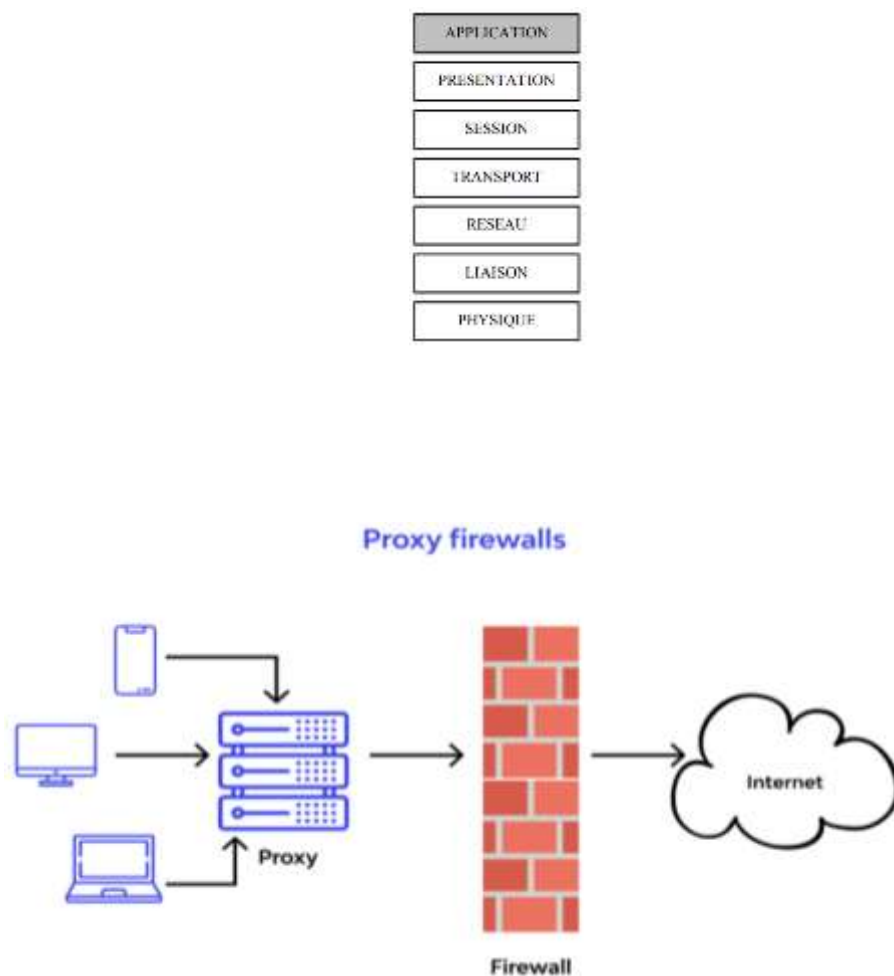 APPLICATION
PRESENTATION
SESSION
TRANSPORT
RESEAU
LIAISON
PHYSIQUE
Proxy firewalls
Internet
Proxy
Firewall